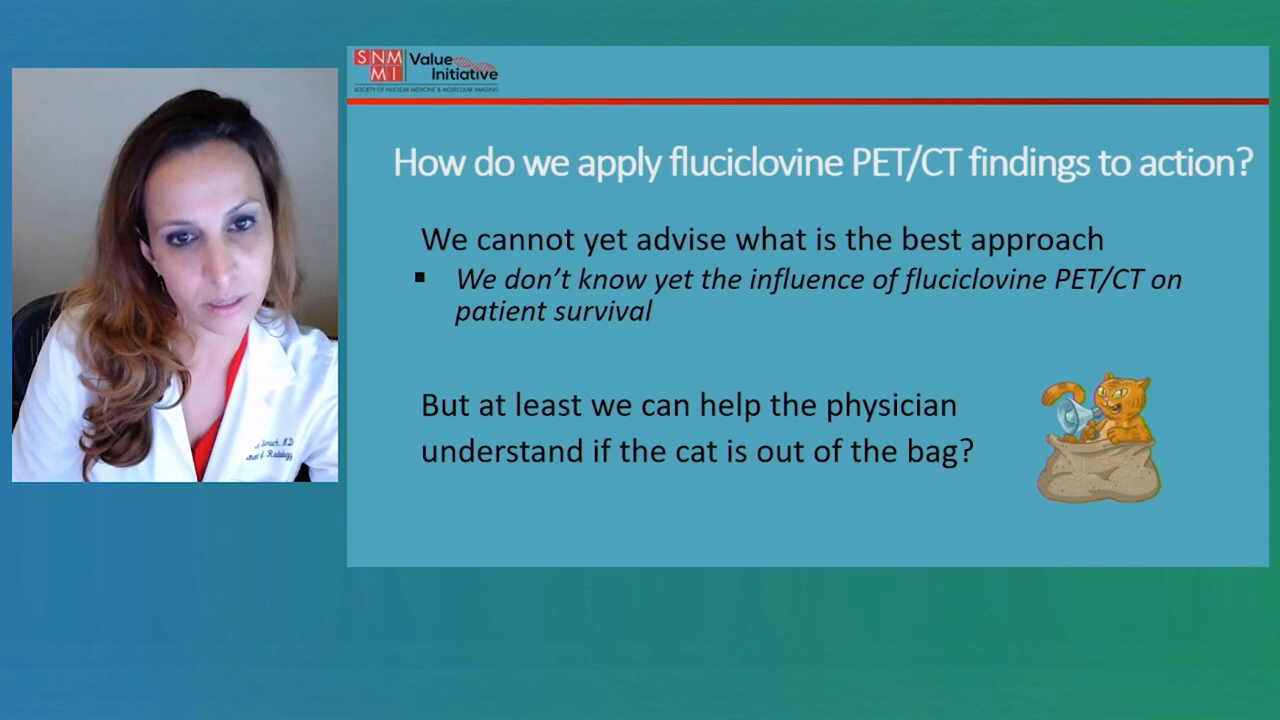 SNM
MI
Value
Initiative
SOCIETY OF NUCLEAR MEDICINE & MOLECULAR IMAGING
How do we apply fluciclovine PET/CT findings to action?
We cannot yet advise what is the best approach
▪ We don’t know yet the influence of fluciclovine PET/CT on
patient survival
But at least we can help the physician
understand if the cat is out of the bag?